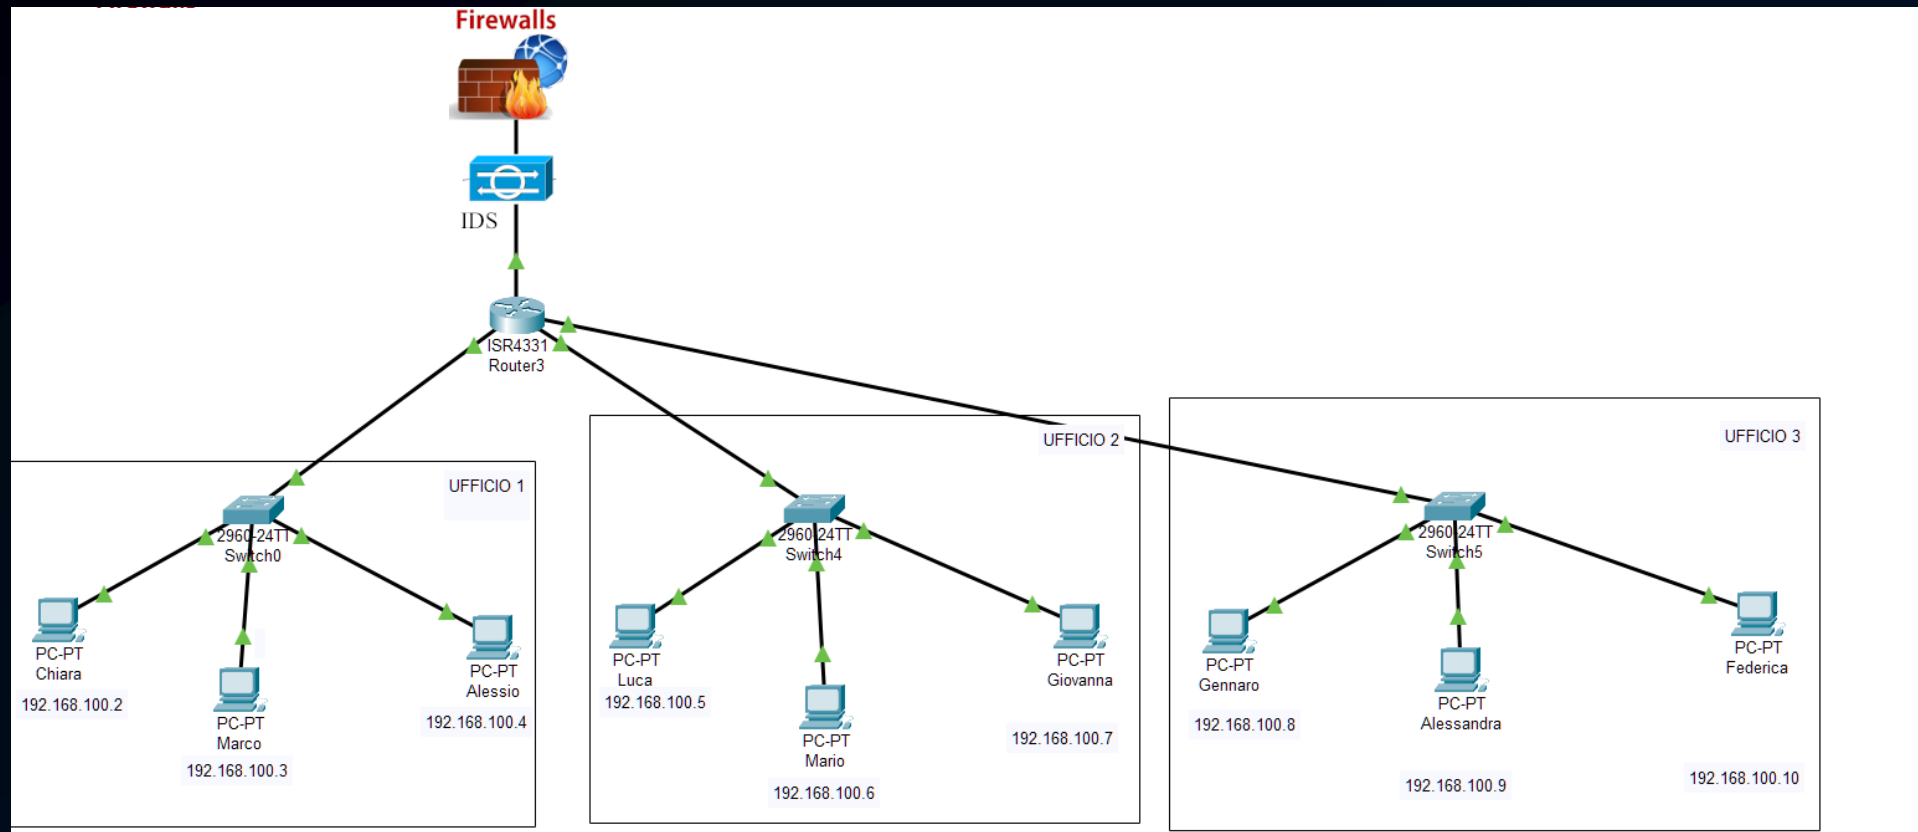 Firewalls
IDS
ISR4331
Router3
UFFICIO 1
2960-24TT
Switch0
PC-PT
Chiara
192.168.100.2
PC-PT
Marco
192.168.100.3
PC-PT
Alessio
192.168.100.4
UFFICIO 2
2960-24TT
Switch4
PC-PT
Luca
192.168.100.5
PC-PT
Mario
192.168.100.6
PC-PT
Giovanna
192.168.100.7
UFFICIO 3
2960-24TT
Switch5
PC-PT
Gennaro
192.168.100.8
PC-PT
Alessandra
192.168.100.9
PC-PT
Federica
192.168.100.10